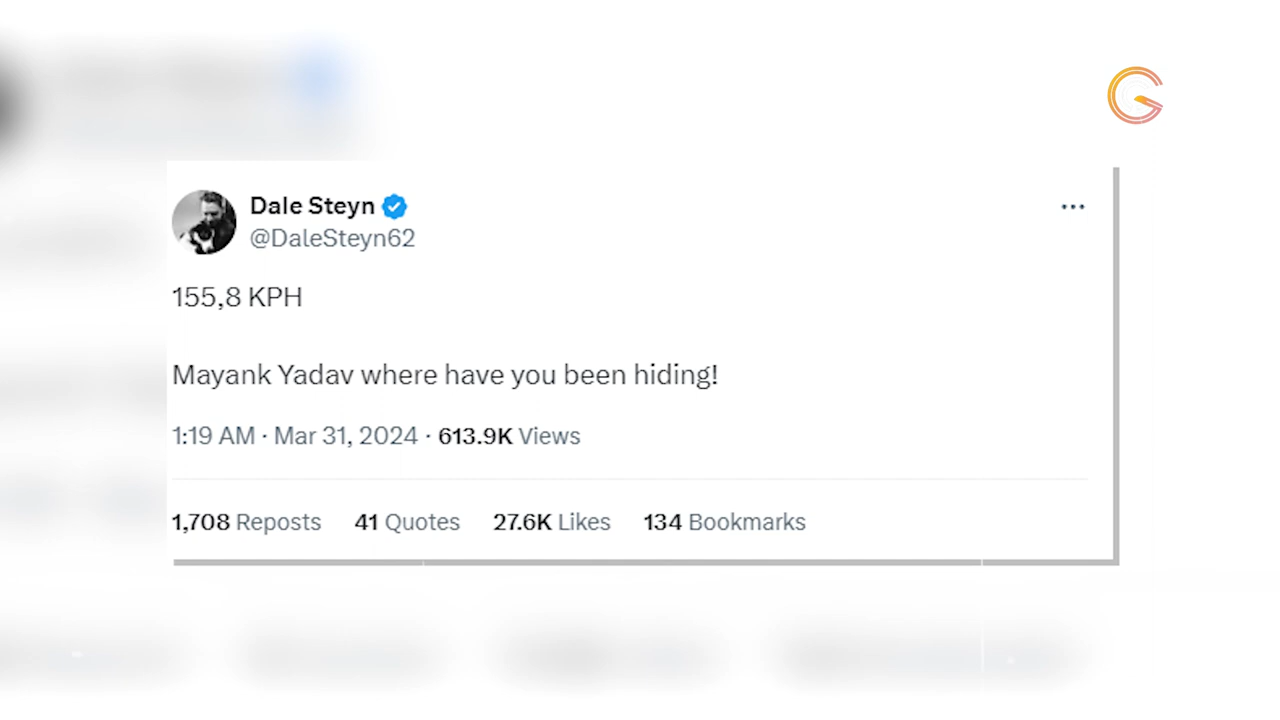 Dale Steyn
@DaleSteyn62
155,8 KPH
Mayank Yadav where have you been hiding!
1:19 AM · Mar 31, 2024 · 613.9K Views
1,708 Reposts 41 Quotes 27.6K Likes 134 Bookmarks